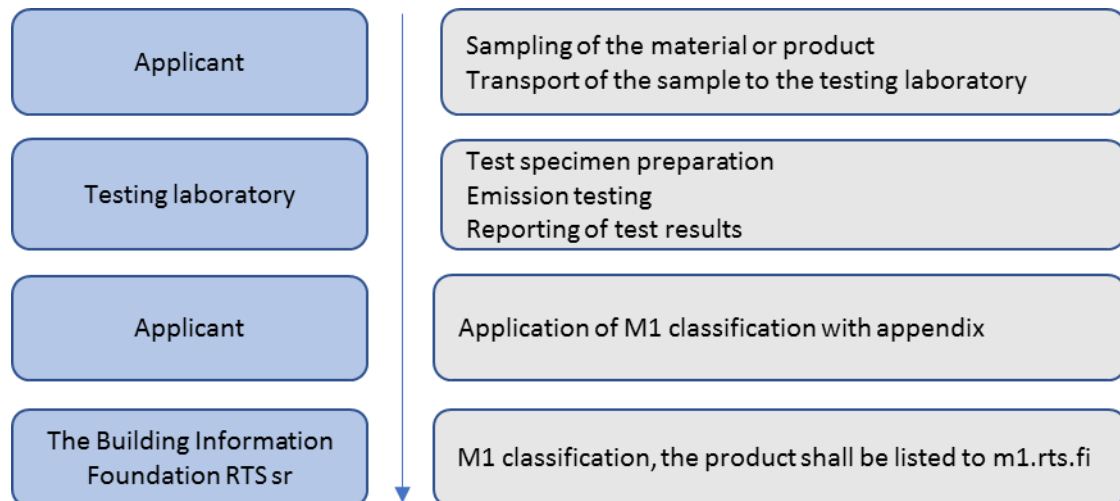 Applicant
Sampling of the material or product
Transport of the sample to the testing laboratory
Testing laboratory
Test specimen preparation
Emission testing
Reporting of test results
Applicant
Application of M1 classification with appendix
The Building Information
Foundation RTS sr
M1 classification, the product shall be listed to m1.rts.fi